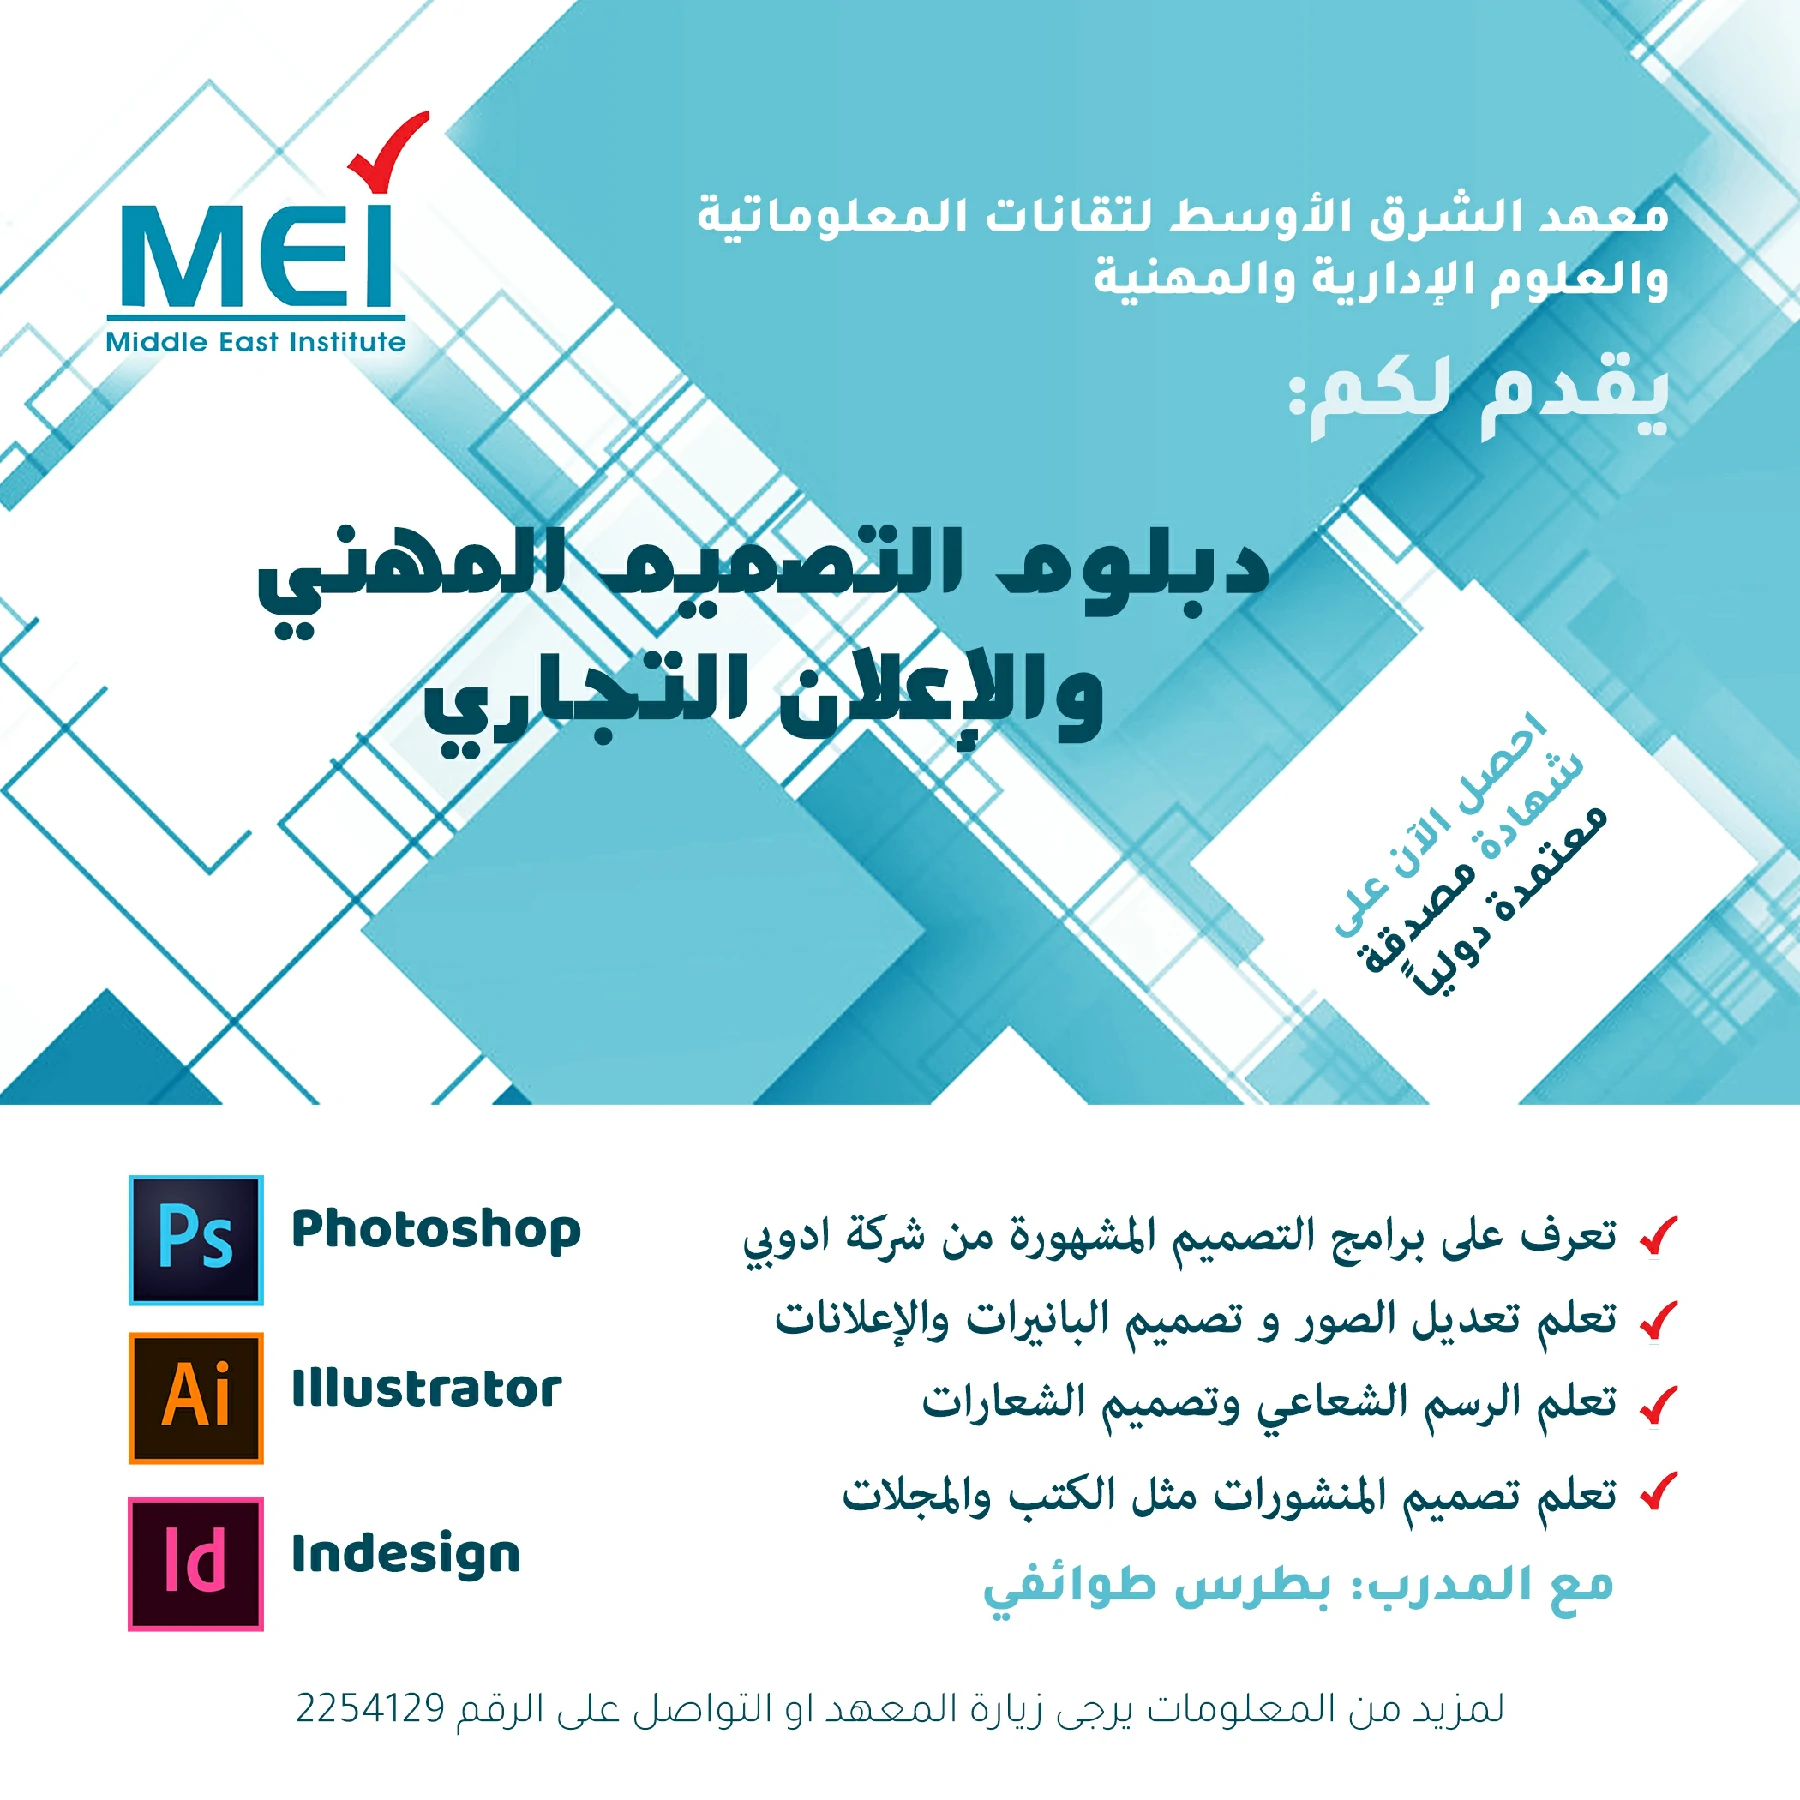 MEI
Middle East Institute
معهد الشرق الأوسط لتقانات المعلوماتية
والعلوم الإدارية والمهنية
يقدم لكم:
دبلوم التصميم المهني
والإعلان التجاري
احصل الآن على
شهادة مصدقة
معتمدة دولياً
Ps Photoshop
Ai Illustrator
Id Indesign
تعرف على برامج التصميم المشهورة من شركة ادوبي
تعلم تعديل الصور و تصميم البانيرات والإعلانات
تعلم الرسم الشعاعي وتصميم الشعارات
تعلم تصميم المنشورات مثل الكتب والمجلات
مع المدرب: بطرس طوائفي
لمزيد من المعلومات يرجى زيارة المعهد او التواصل على الرقم 2254129